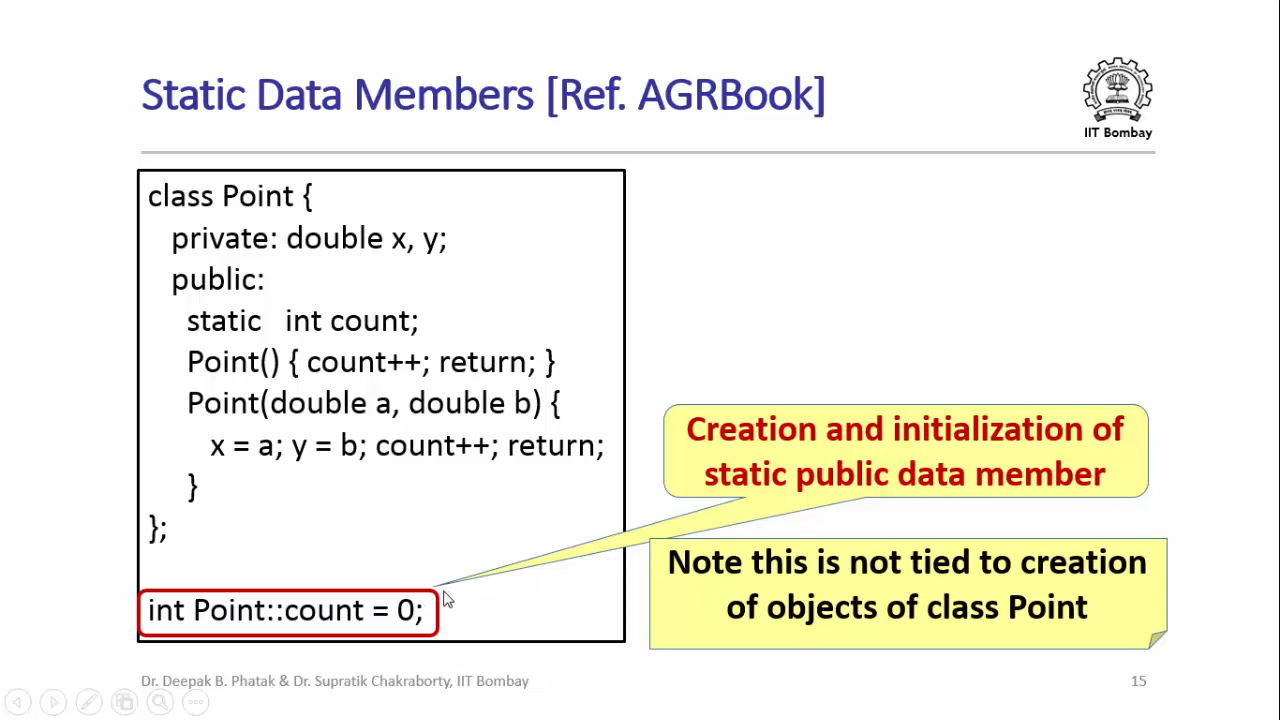 Static Data Members [Ref. AGRBook]
IIT Bombay
class Point {
private: double x, y;
public:
static int count;
Point() { count++; return; }
Point(double a, double b) {
x = a; y = b; count++; return;
}
};
int Point::count = 0;
Creation and initialization of
static public data member
Note this is not tied to creation
of objects of class Point
Dr. Deepak B. Phatak & Dr. Supratik Chakraborty, IIT Bombay
15